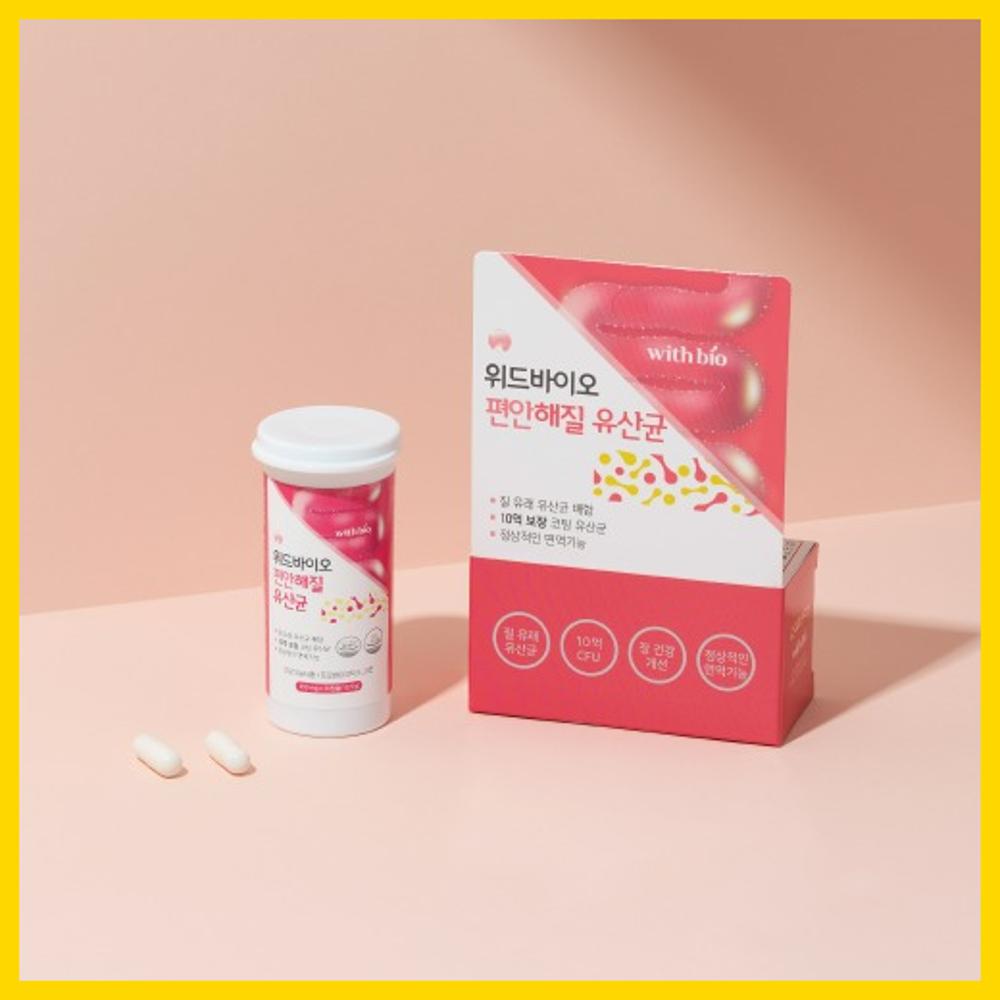 with bio
위드바이오
편안해질 유산균
질 유래 유산균 배합
10억 보장 코팅 유산균
정상적인 면역기능
질 유래
유산균
10억
CFU
장 건강
개선
정상적인
면역기능
with bio
위드바이오
편안해질
유산균